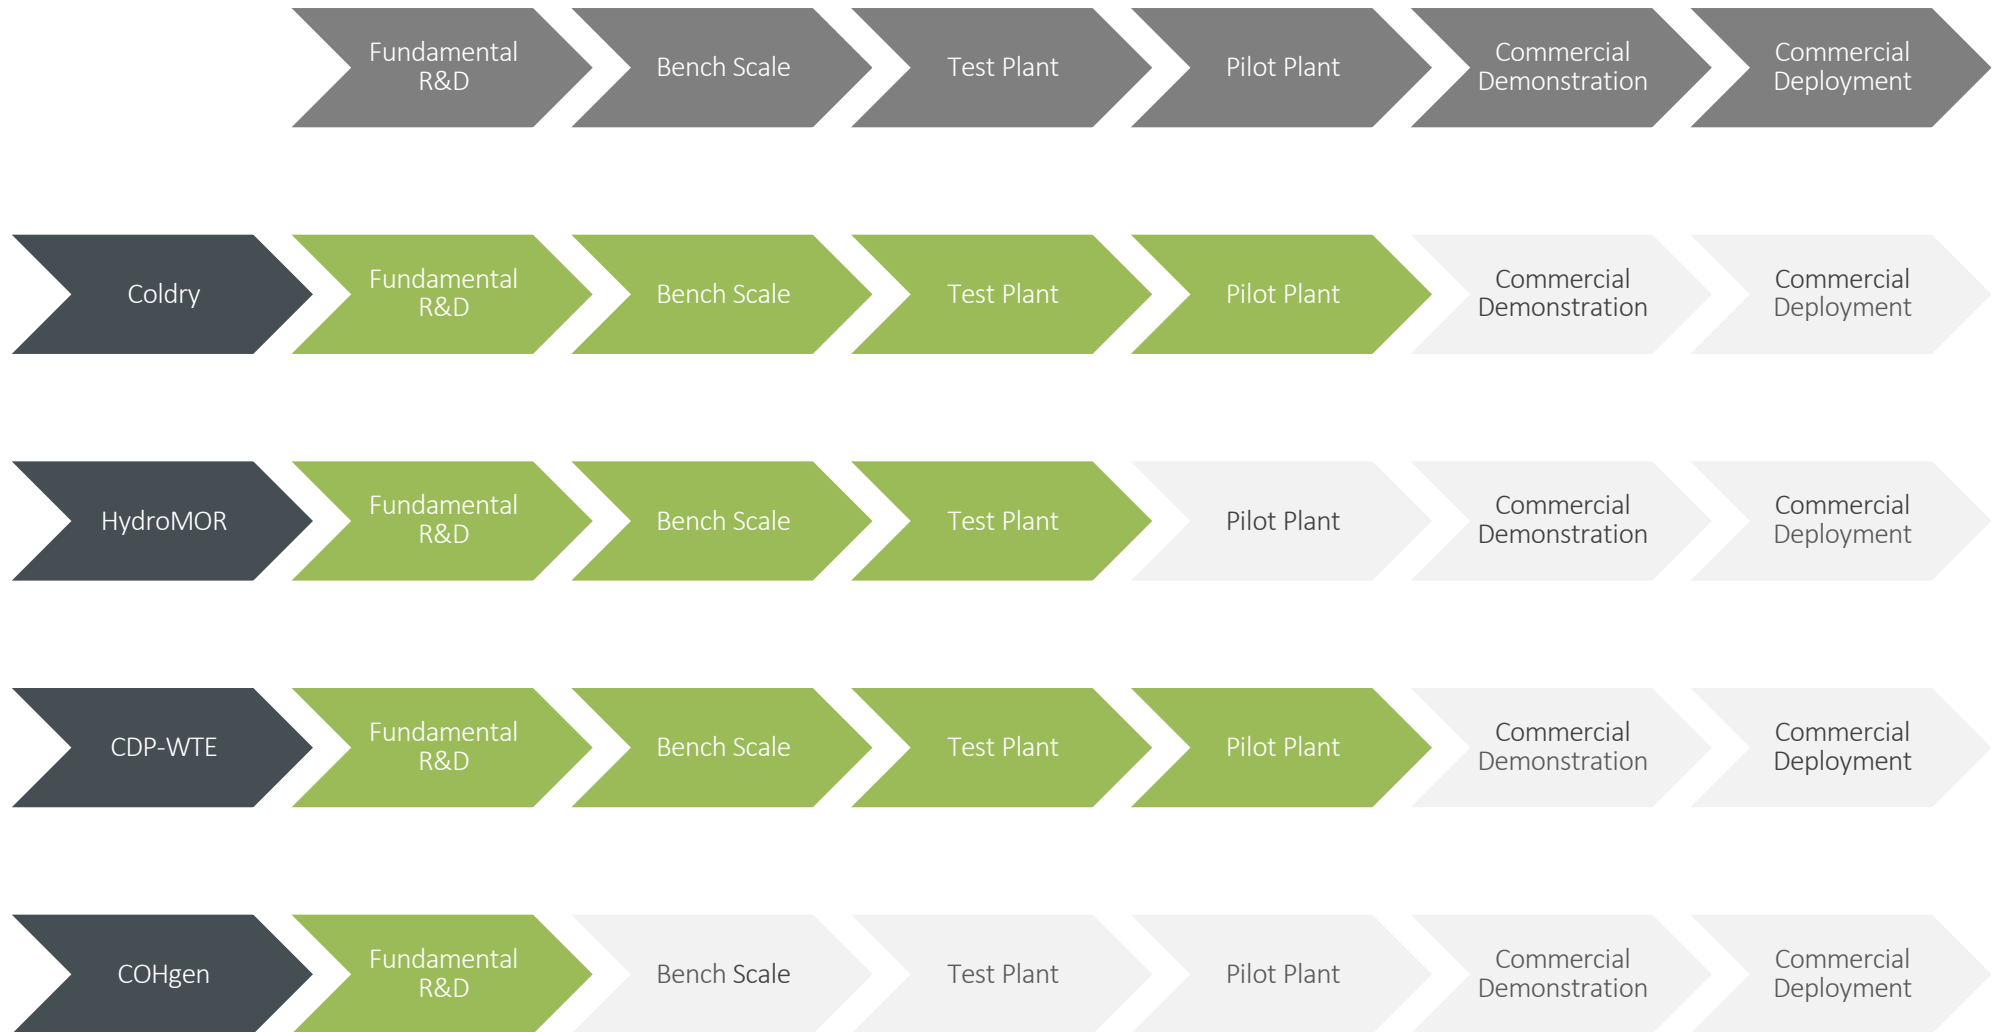 Fundamental
R&D
Bench Scale
Test Plant
Pilot Plant
Commercial
Demonstration
Commercial
Deployment
Coldry
Fundamental
R&D
Bench Scale
Test Plant
Pilot Plant
Commercial
Demonstration
Commercial
Deployment
HydroMOR
Fundamental
R&D
Bench Scale
Test Plant
Pilot Plant
Commercial
Demonstration
Commercial
Deployment
CDP-WTE
Fundamental
R&D
Bench Scale
Test Plant
Pilot Plant
Commercial
Demonstration
Commercial
Deployment
COHgen
Fundamental
R&D
Bench Scale
Test Plant
Pilot Plant
Commercial
Demonstration
Commercial
Deployment